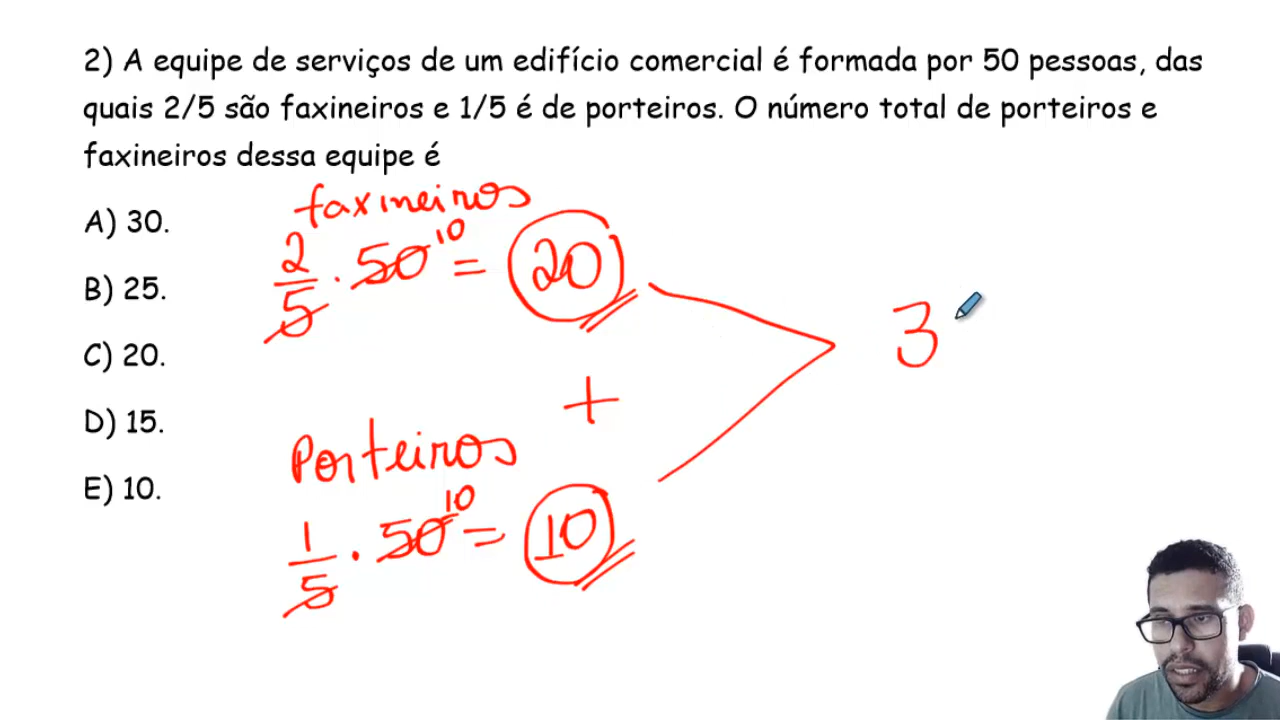 2) A equipe de serviços de um edifício comercial é formada por 50 pessoas, das
quais 2/5 são faxineiros e 1/5 é de porteiros. O número total de porteiros e
faxineiros dessa equipe é
A) 30.
B) 25.
C) 20.
D) 15.
E) 10.
faxineiros
2/5 · 50 10 = 20
+
3
Porteiros
1/5 · 50 10 = 10